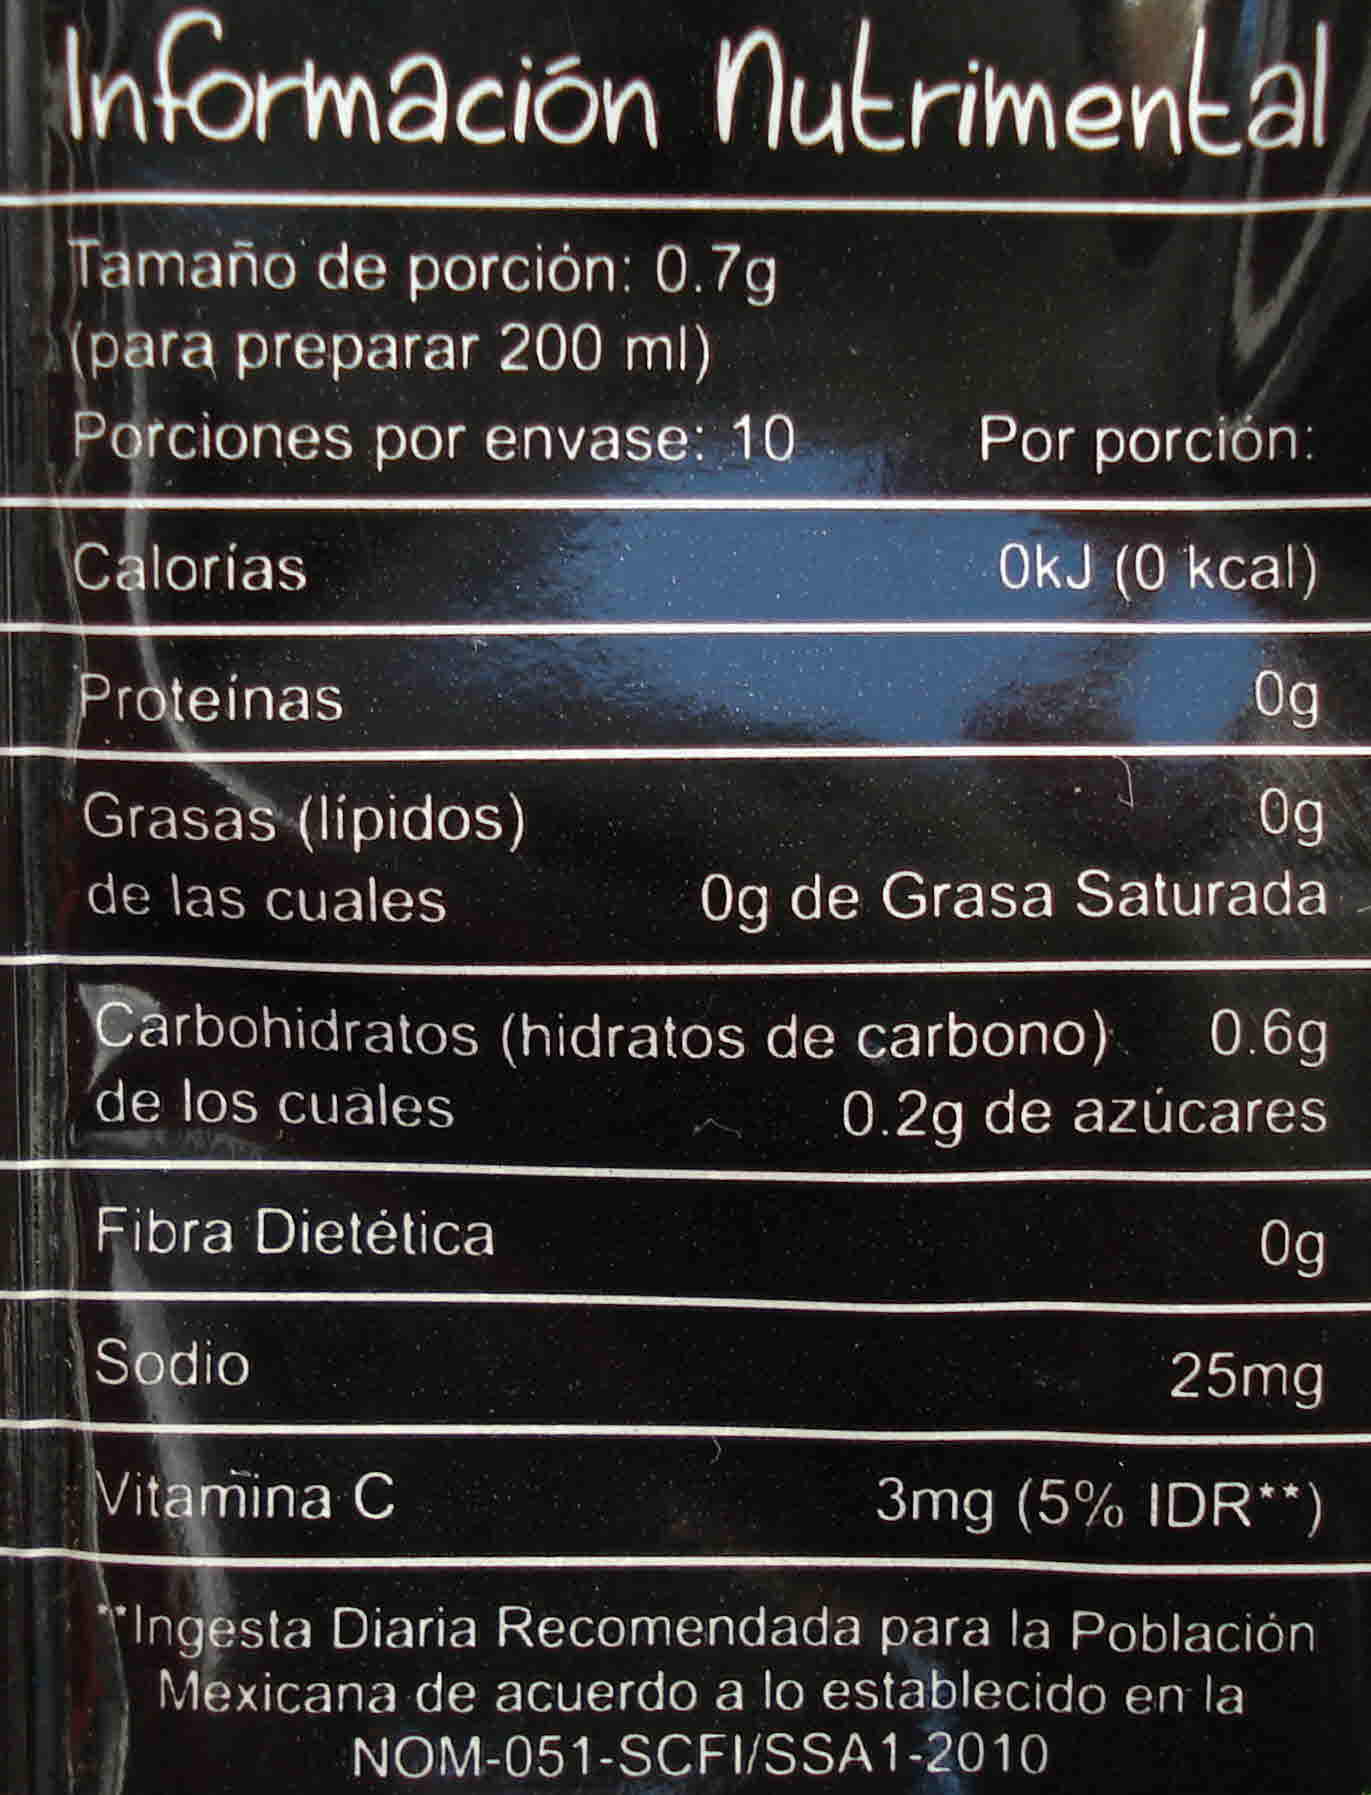 Información Nutrimental
Tamaño de porción: 0.7g
(para preparar 200 ml)
Porciones por envase: 10 Por porción:
Calorías 0kJ (0 kcal)
Proteínas 0g
Grasas (lípidos) 0g
de las cuales 0g de Grasa Saturada
Carbohidratos (hidratos de carbono) 0.6g
de los cuales 0.2g de azúcares
Fibra Dietética 0g
Sodio 25mg
Vitamina C 3mg (5% IDR**)
**Ingesta Diaria Recomendada para la Población
Mexicana de acuerdo a lo establecido en la
NOM-051-SCFI/SSA1-2010